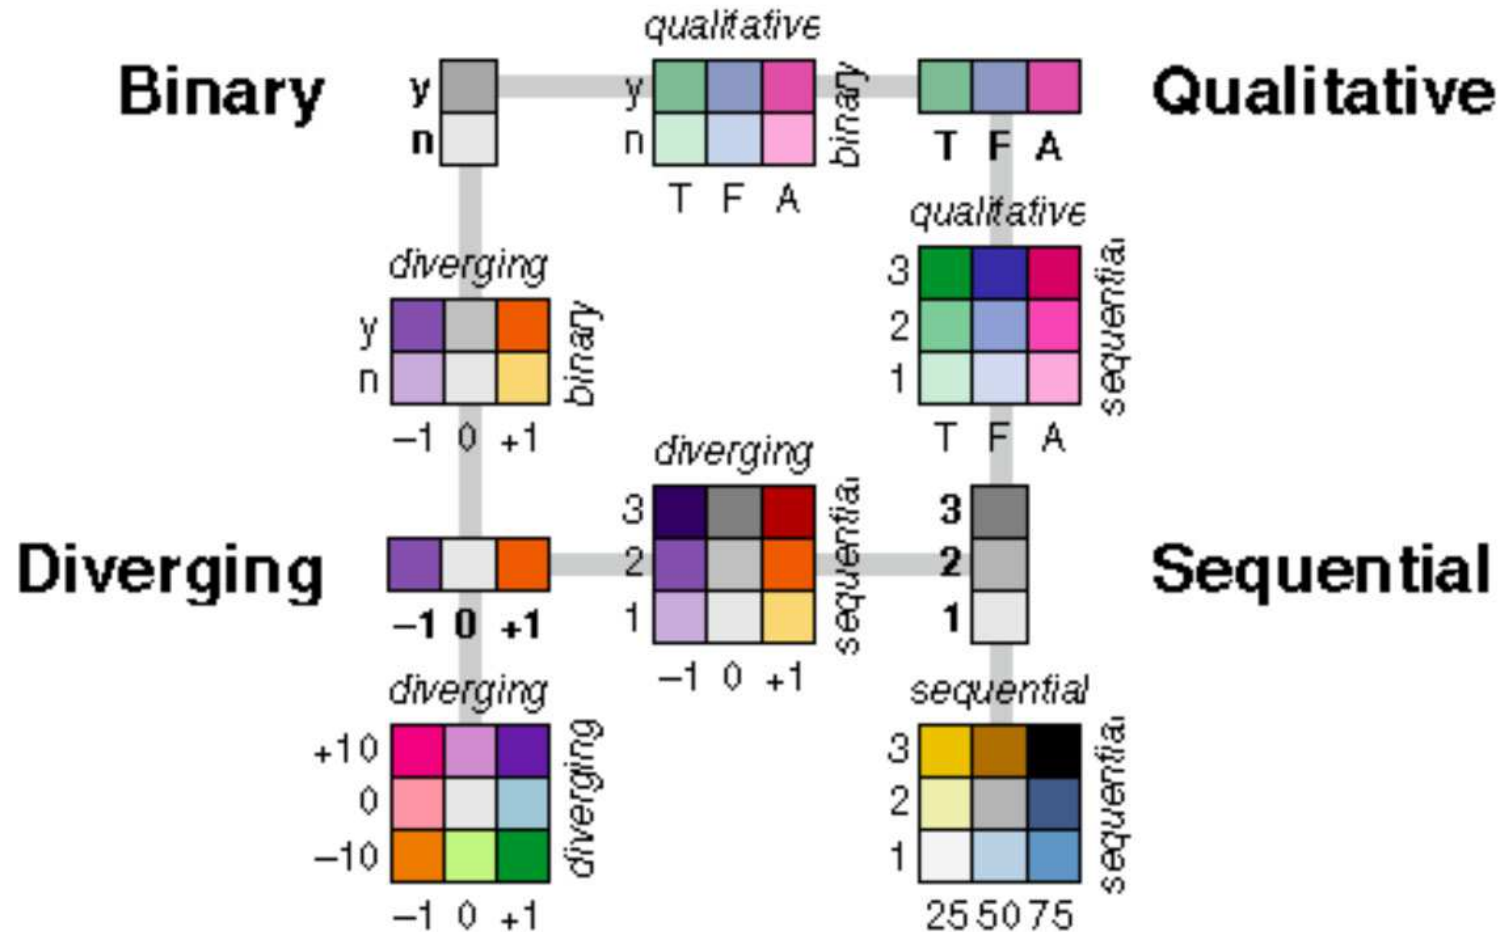 qualitative
Binary
y
n
y
n
binary
T F A
T F A
Qualitative
diverging
y
n
binary
−1 0 +1
qualitative
3
2
1
sequential
T F A
Diverging
−1 0 +1
diverging
3
2
1
sequential
−1 0 +1
3
2
1
Sequential
diverging
+10
0
−10
diverging
−1 0 +1
sequential
3
2
1
sequential
25 50 75